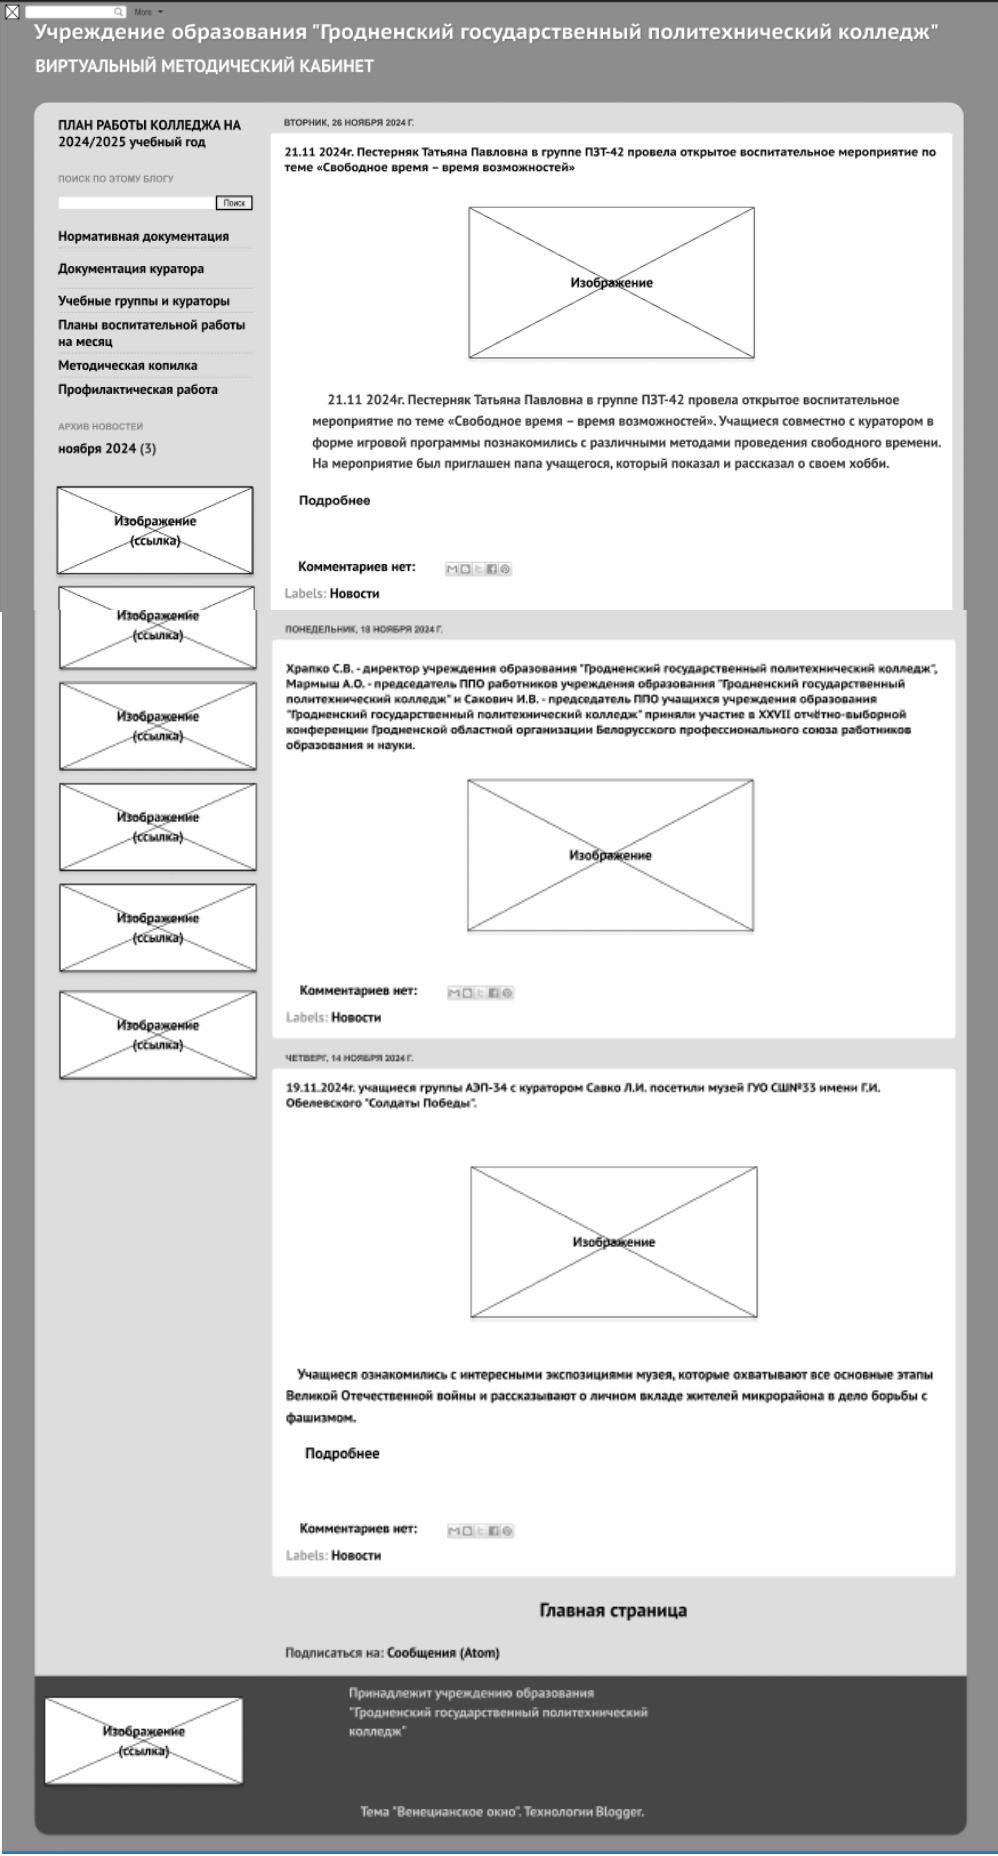 More
Учреждение образования "Гродненский государственный политехнический колледж"
ВИРТУАЛЬНЫЙ МЕТОДИЧЕСКИЙ КАБИНЕТ
ПЛАН РАБОТЫ КОЛЛЕДЖА НА
2024/2025 учебный год
ПОИСК ПО ЭТОМУ БЛОГУ
Поиск
Нормативная документация
Документация куратора
Учебные группы и кураторы
Планы воспитательной работы
на месяц
Методическая копилка
Профилактическая работа
АРХИВ НОВОСТЕЙ
ноября 2024 (3)
Изображение
(ссылка)
Изображение
(ссылка)
Изображение
(ссылка)
Изображение
(ссылка)
Изображение
(ссылка)
Изображение
(ссылка)
ВТОРНИК, 26 НОЯБРЯ 2024 Г.
21.11 2024г. Пестерняк Татьяна Павловна в группе ПЗТ-42 провела открытое воспитательное мероприятие по
теме «Свободное время – время возможностей»
Изображение
21.11 2024г. Пестерняк Татьяна Павловна в группе ПЗТ-42 провела открытое воспитательное
мероприятие по теме «Свободное время – время возможностей». Учащиеся совместно с куратором в
форме игровой программы познакомились с различными методами проведения свободного времени.
На мероприятие был приглашен папа учащегося, который показал и рассказал о своем хобби.
Подробнее
Комментариев нет:
Labels: Новости
ПОНЕДЕЛЬНИК, 18 НОЯБРЯ 2024 Г.
Храпко С.В. - директор учреждения образования "Гродненский государственный политехнический колледж",
Мармыш А.О. - председатель ППО работников учреждения образования "Гродненский государственный
политехнический колледж" и Сакович И.В. - председатель ППО учащихся учреждения образования
"Гродненский государственный политехнический колледж" приняли участие в XXVII отчётно-выборной
конференции Гродненской областной организации Белорусского профессионального союза работников
образования и науки.
Изображение
Комментариев нет:
Labels: Новости
ЧЕТВЕРГ, 14 НОЯБРЯ 2024 Г.
19.11.2024г. учащиеся группы АЭП-34 с куратором Савко Л.И. посетили музей ГУО СШ№33 имени Г.И.
Обелевского "Солдаты Победы".
Изображение
Учащиеся ознакомились с интересными экспозициями музея, которые охватывают все основные этапы
Великой Отечественной войны и рассказывают о личном вкладе жителей микрорайона в дело борьбы с
фашизмом.
Подробнее
Комментариев нет:
Labels: Новости
Главная страница
Подписаться на: Сообщения (Atom)
Изображение
(ссылка)
Принадлежит учреждению образования
"Гродненский государственный политехнический
колледж"
Тема "Венецианское окно". Технологии Blogger.